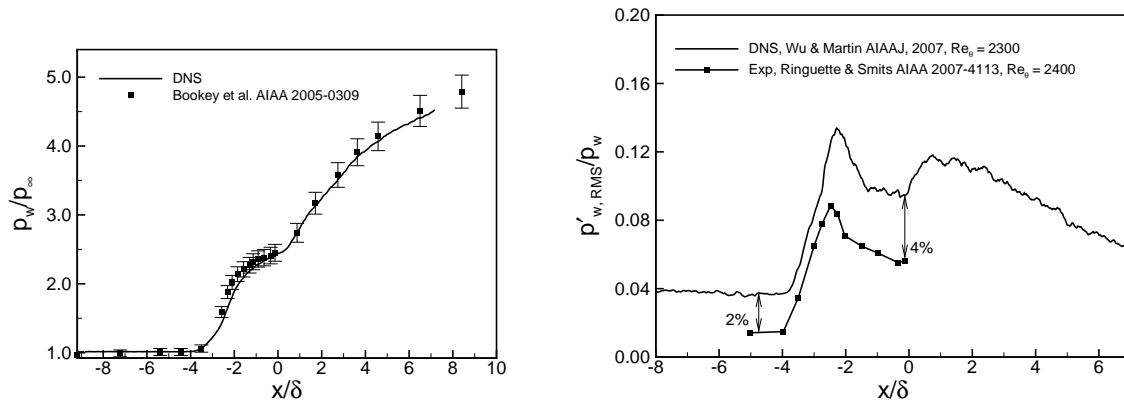 5.0
4.0
3.0
2.0
1.0
p_w/p_∞
DNS
Bookey et al. AIAA 2005-0309
-8 -6 -4 -2 0 2 4 6 8 10
x/δ
0.20
0.16
0.12
0.08
0.04
0.00
p′_w, RMS/p_w
DNS, Wu & Martin AIAAJ, 2007, Re_θ = 2300
Exp, Ringuette & Smits AIAA 2007-4113, Re_θ = 2400
4%
2%
-8 -6 -4 -2 0 2 4 6
x/δ